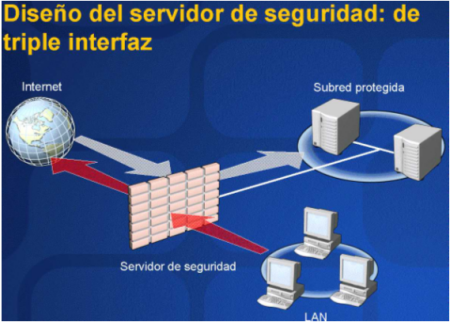 Diseño del servidor de seguridad: de
triple interfaz
Internet
Subred protegida
Servidor de seguridad
LAN